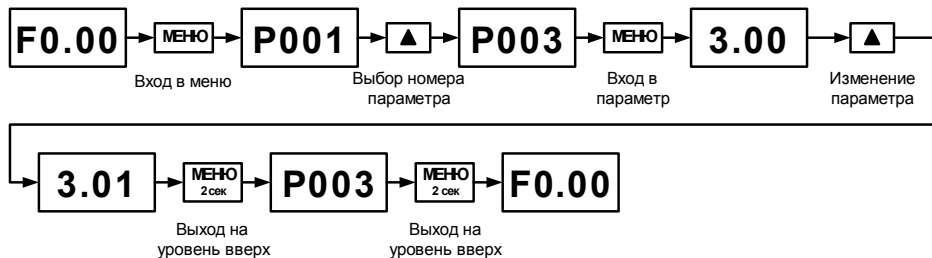 F0.00 МЕНЮ P001 ▲ P003 МЕНЮ 3.00 ▲
Вход в меню
Выбор номера
параметра
Вход в
параметр
Изменение
параметра
3.01 МЕНЮ P003 МЕНЮ F0.00
2 сек 2 сек
Выход на
уровень вверх
Выход на
уровень вверх